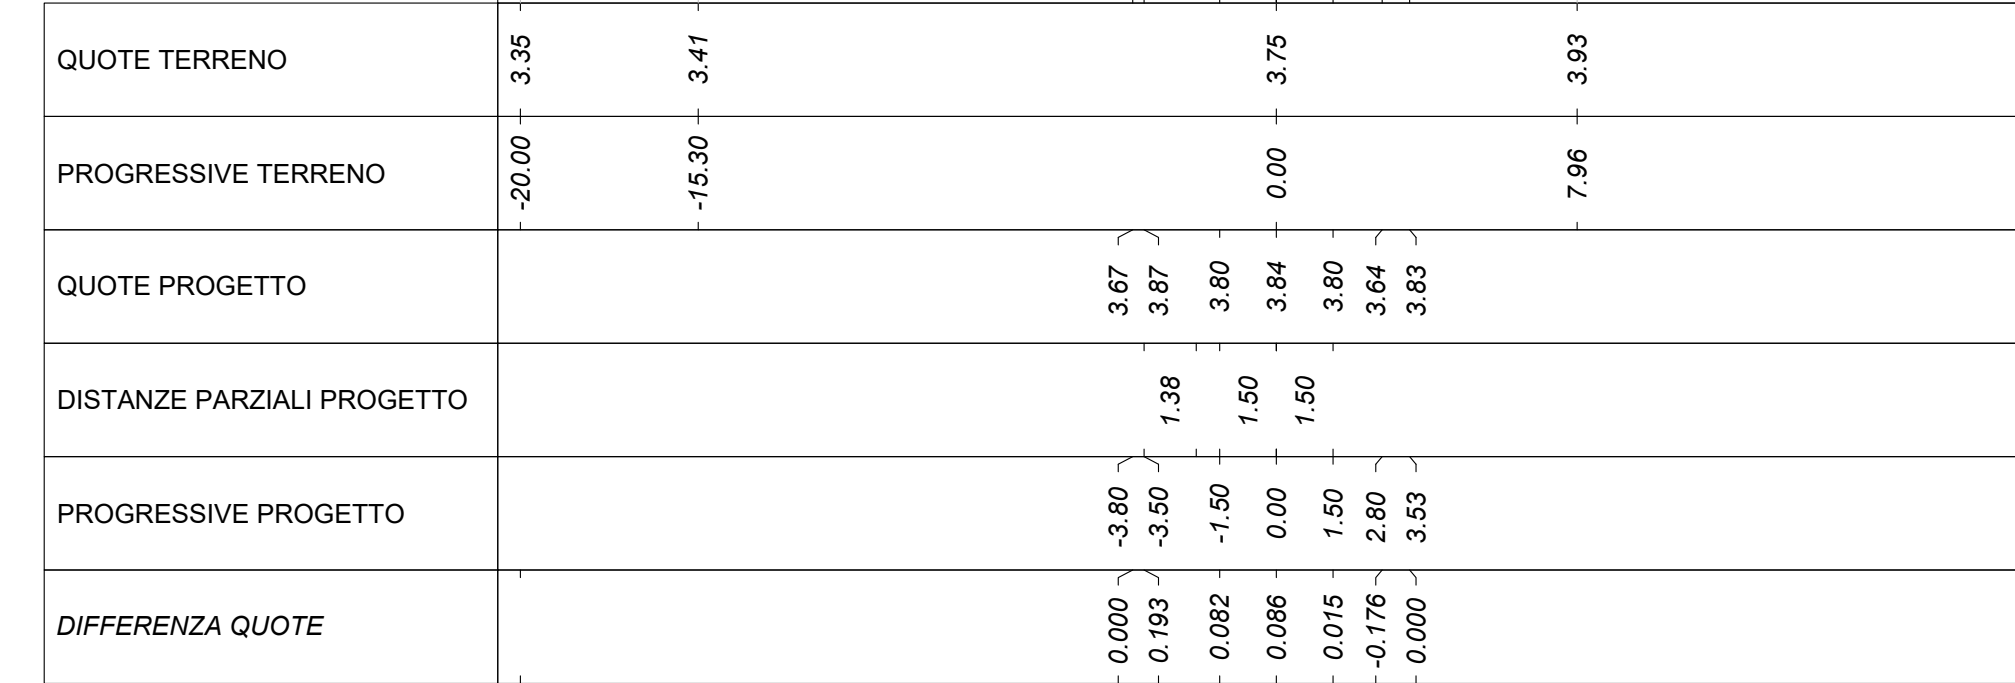 QUOTE TERRENO 3.35 3.41 3.75 3.93
PROGRESSIVE TERRENO -20.00 -15.30 0.00 7.96
QUOTE PROGETTO 3.67 3.87 3.80 3.84 3.80 3.64 3.83
DISTANZE PARZIALI PROGETTO 1.38 1.50 1.50
PROGRESSIVE PROGETTO -3.80 -3.50 -1.50 0.00 1.50 2.80 3.53
DIFFERENZA QUOTE 0.000 0.193 0.082 0.086 0.015 -0.176 0.000